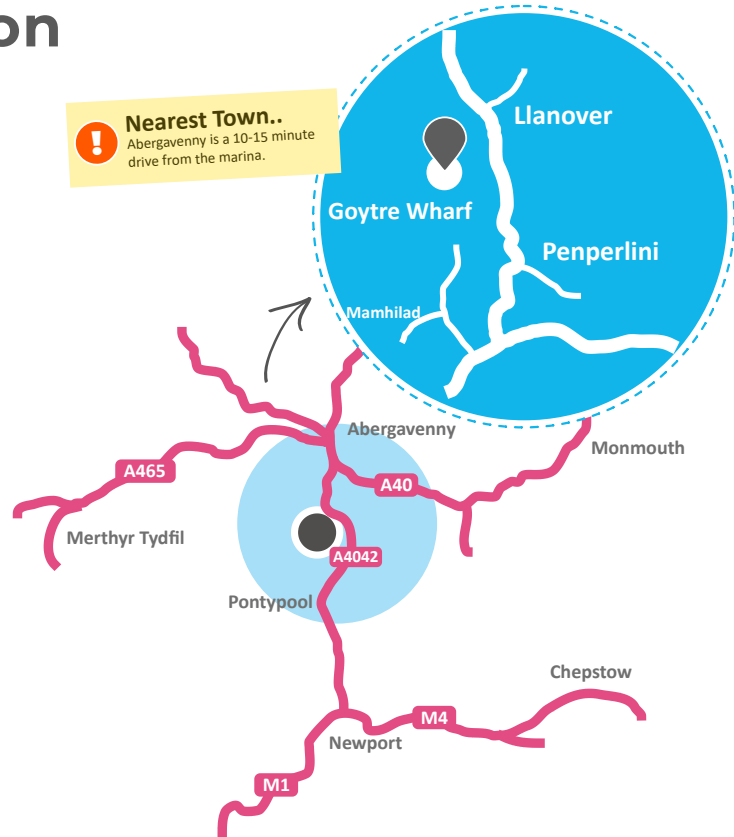 on
Nearest Town..
Abergavenny is a 10-15 minute
drive from the marina.
Llanover
Goytre Wharf
Penperlini
Mamhilad
Abergavenny
Monmouth
A465
A40
Merthyr Tydfil
A4042
Pontypool
Chepstow
M4
Newport
M1